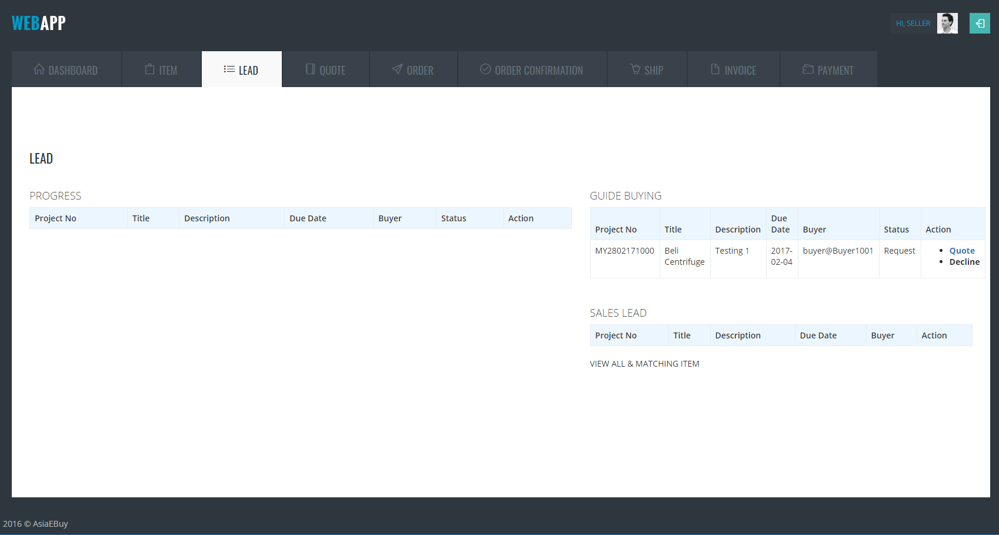 WEBAPP
HI, SELLER
DASHBOARD
ITEM
LEAD
QUOTE
ORDER
ORDER CONFIRMATION
SHIP
INVOICE
PAYMENT
LEAD
PROGRESS
Project No Title Description Due Date Buyer Status Action
GUIDE BUYING
Project No Title Description Due Date Buyer Status Action
MY2802171000 Beli Centrifuge Testing 1 2017-02-04 buyer@Buyer1001 Request
Quote
Decline
SALES LEAD
Project No Title Description Due Date Buyer Action
VIEW ALL & MATCHING ITEM
2016 © AsiaEBuy